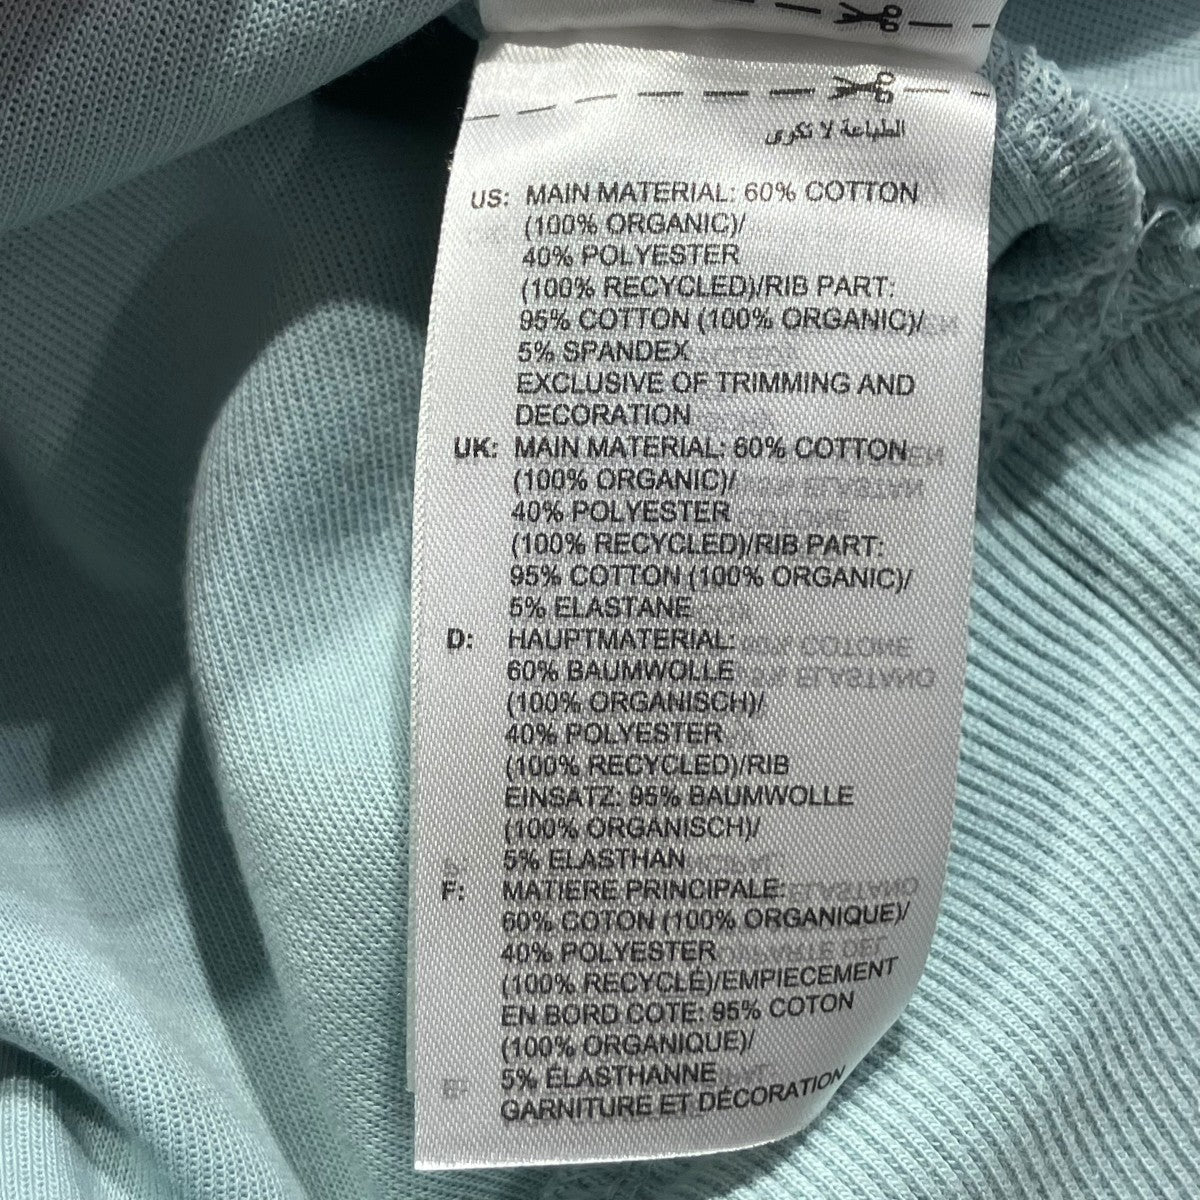 الطباعة لا تكوى
US: MAIN MATERIAL: 60% COTTON
(100% ORGANIC)/
40% POLYESTER
(100% RECYCLED)/RIB PART:
95% COTTON (100% ORGANIC)/
5% SPANDEX
EXCLUSIVE OF TRIMMING AND
DECORATION
UK: MAIN MATERIAL: 60% COTTON
(100% ORGANIC)/
40% POLYESTER
(100% RECYCLED)/RIB PART:
95% COTTON (100% ORGANIC)/
5% ELASTANE
D: HAUPTMATERIAL:
60% BAUMWOLLE
(100% ORGANISCH)/
40% POLYESTER
(100% RECYCLED)/RIB
EINSATZ: 95% BAUMWOLLE
(100% ORGANISCH)/
5% ELASTHAN
F: MATIERE PRINCIPALE:
60% COTON (100% ORGANIQUE)/
40% POLYESTER
(100% RECYCLÉ)/EMPIECEMENT
EN BORD COTE: 95% COTON
(100% ORGANIQUE)/
5% ÉLASTHANNE
GARNITURE ET DÉCORATION